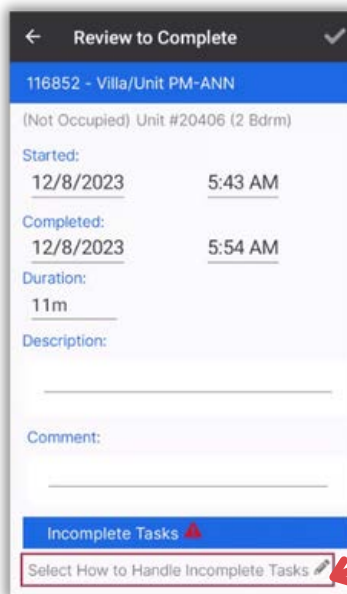 Review to Complete
116852 - Villa/Unit PM-ANN
(Not Occupied) Unit #20406 (2 Bdrm)
Started:
12/8/2023 5:43 AM
Completed:
12/8/2023 5:54 AM
Duration:
11m
Description:
Comment:
Incomplete Tasks
Select How to Handle Incomplete Tasks